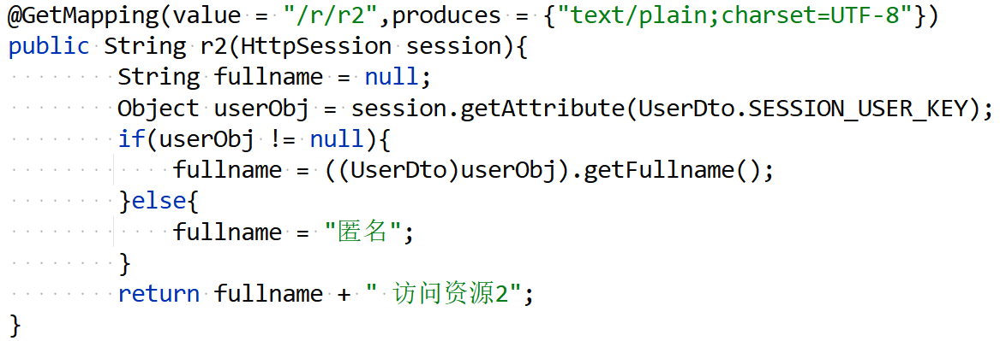 @GetMapping(value = "/r/r2",produces = {"text/plain;charset=UTF-8"})
public String r2(HttpSession session){
        String fullname = null;
        Object userObj = session.getAttribute(UserDto.SESSION_USER_KEY);
        if(userObj != null){
            fullname = ((UserDto)userObj).getFullname();
        }else{
            fullname = "匿名";
        }
        return fullname + " 访问资源2";
}